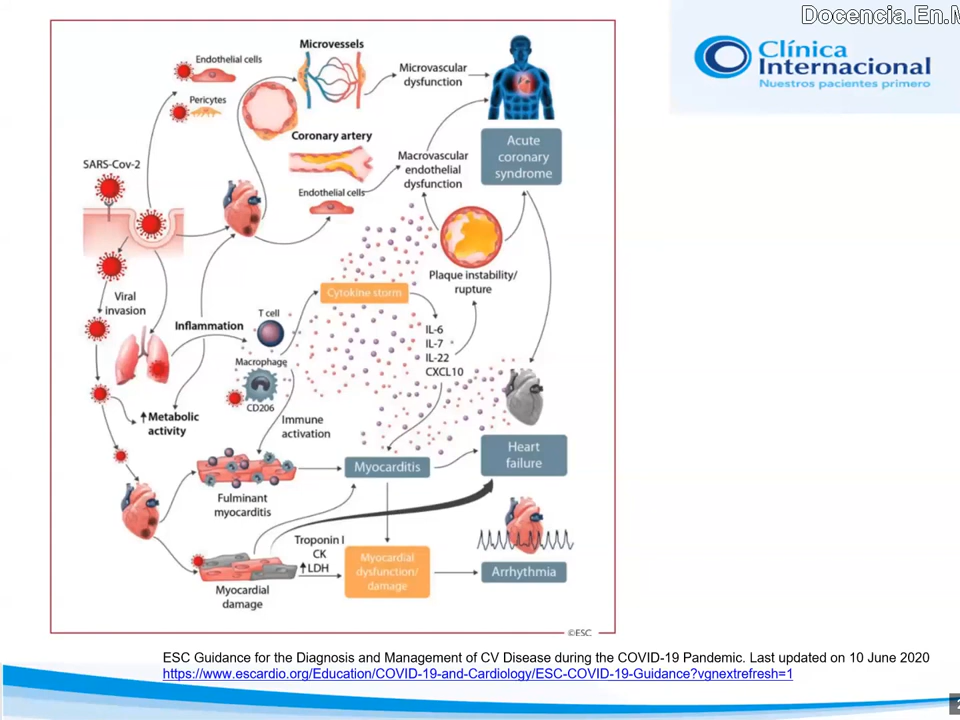 Docencia.En.M
Clínica
Internacional
Nuestros pacientes primero
Endothelial cells
Pericytes
SARS-Cov-2
Microvessels
Microvascular
dysfunction
Coronary artery
Macrovascular
endothelial
dysfunction
Endothelial cells
Acute
coronary
syndrome
Plaque instability/
rupture
Viral
invasion
Inflammation
T cell
Macrophage
CD206
Cytokine storm
IL-6
IL-7
IL-22
CXCL10
Metabolic
activity
Immune
activation
Fulminant
myocarditis
Myocarditis
Heart
failure
Troponin I
CK
LDH
Myocardial
damage
Myocardial
dysfunction/
damage
Arrhythmia
©ESC
ESC Guidance for the Diagnosis and Management of CV Disease during the COVID-19 Pandemic. Last updated on 10 June 2020
https://www.escardio.org/Education/COVID-19-and-Cardiology/ESC-COVID-19-Guidance?vgnextrefresh=1